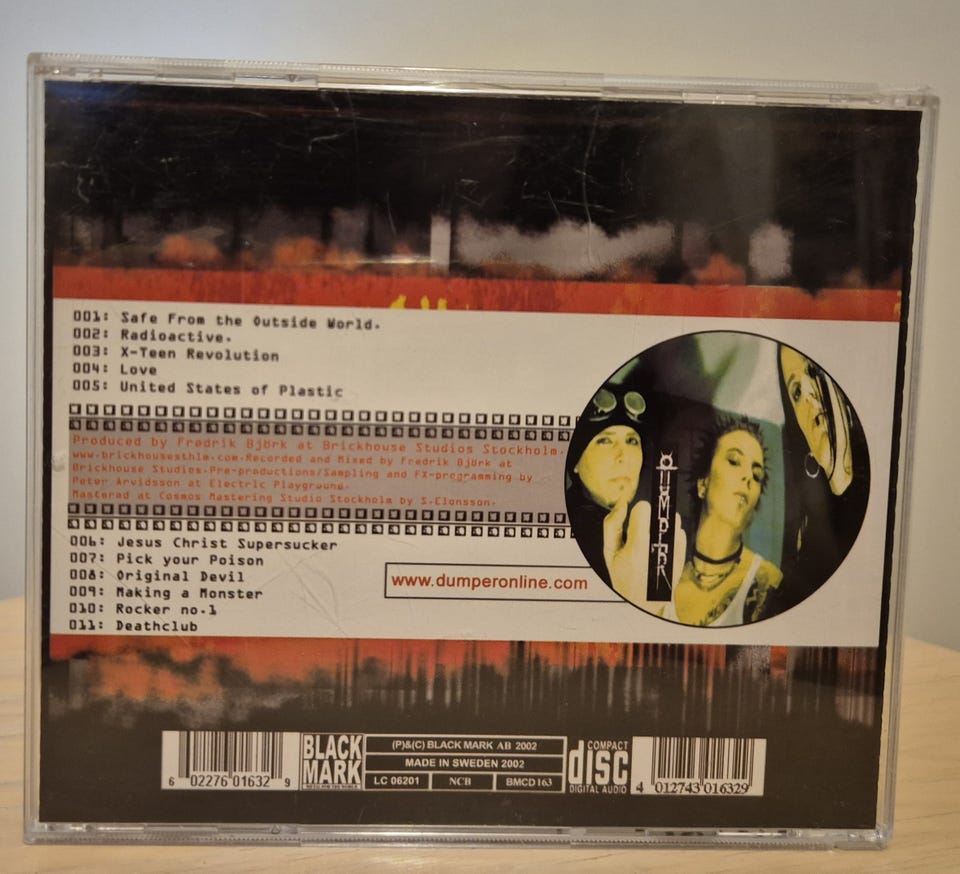 001: Safe From the Outside World.
002: Radioactive.
003: X-Teen Revolution
004: Love
005: United States of Plastic
Produced by Fredrik Björk at Brickhouse Studios Stockholm.
www.brickhousesthlm.com.Recorded and Mixed by Fredrik Björk at
Brickhouse Studios.Pre-productions/Sampling and FX-programming by
Peter Arvidsson at Electric Playground.
Mastered at Cosmos Mastering Studio Stockholm by S.Elonsson.
006: Jesus Christ Supersucker
007: Pick your Poison
008: Original Devil
009: Making a Monster
010: Rocker no.1
011: Deathclub
www.dumperonline.com
DUMPER
6 02276 01632 9
BLACK
MARK
(P)&(C) BLACK MARK AB 2002
MADE IN SWEDEN 2002
LC 06201
NCB
BMCD 163
COMPACT
disc
DIGITAL AUDIO
4 012743 016329